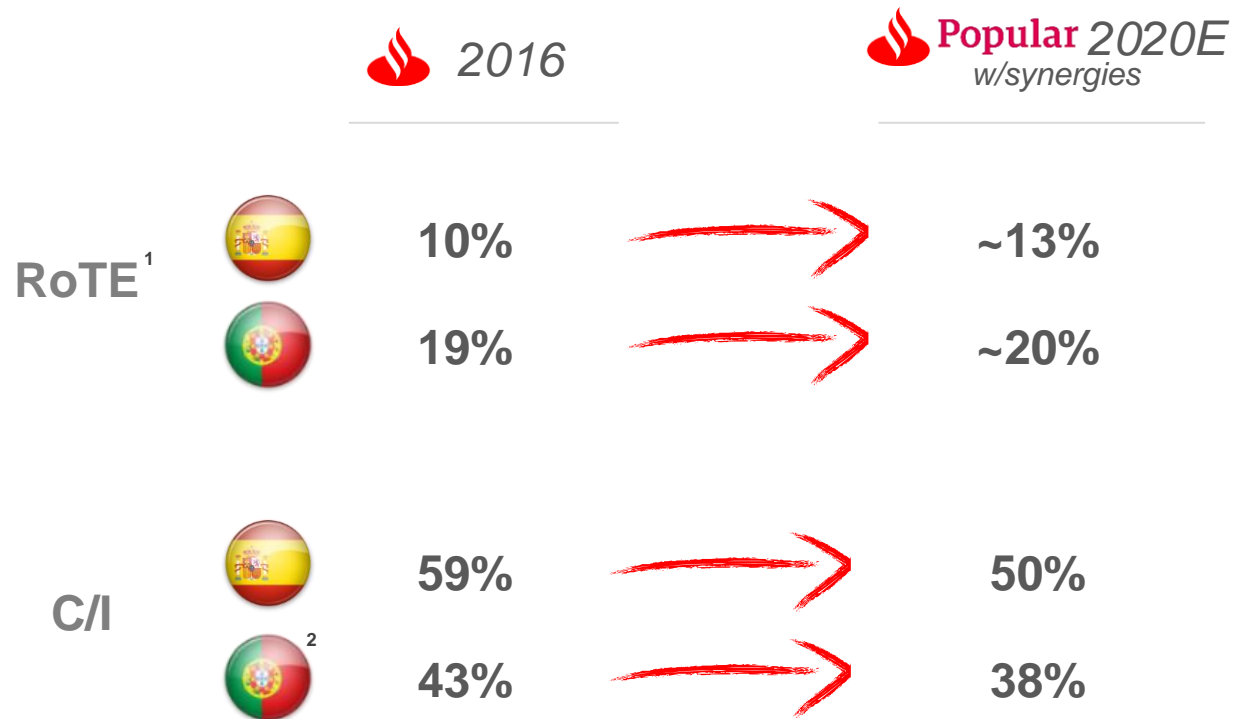 2016
Popular 2020E
w/synergies
RoTE 1
10%
~13%
19%
~20%
C/I
59%
50%
2
43%
38%